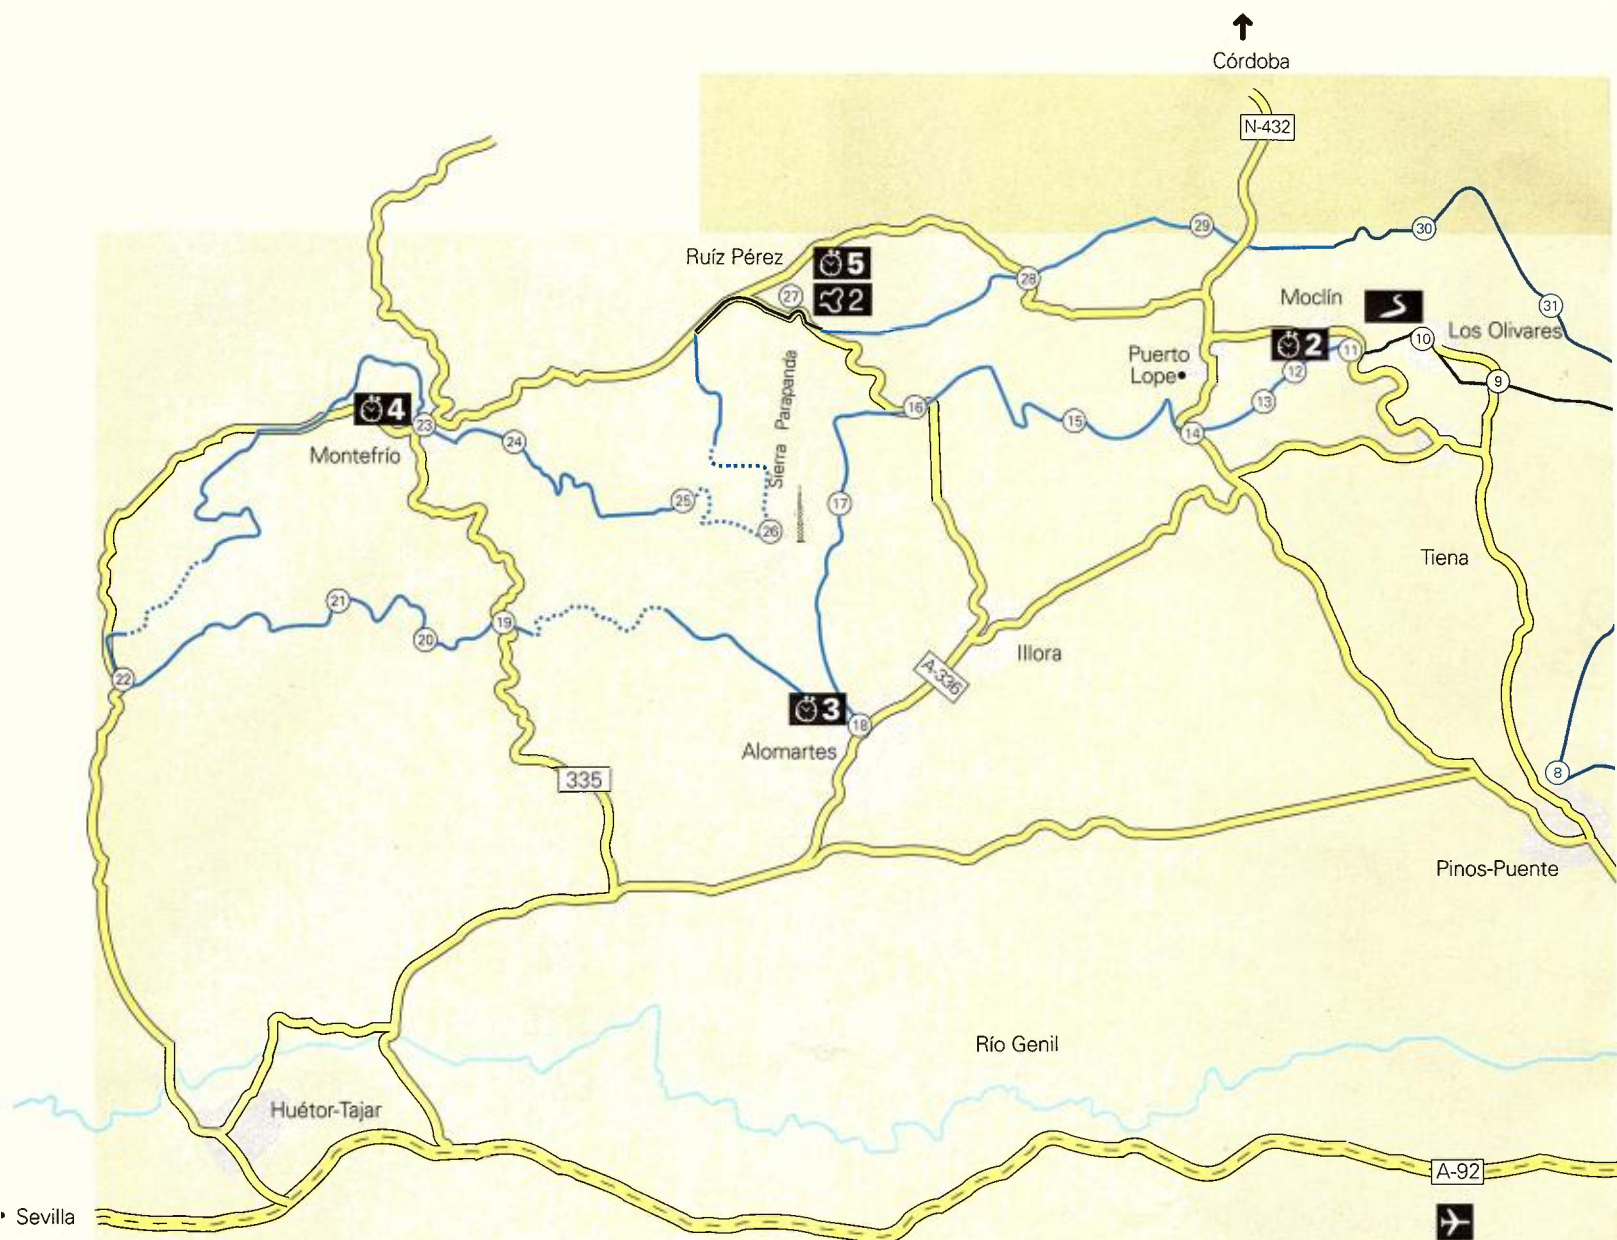 Córdoba
N-432
Ruíz Pérez
5
27
2
28
29
30
31
Moclín
Los Olivares
2
11
10
9
12
13
14
Puerto
Lope
15
16
Sierra Parapanda
4
23
24
Montefrío
25
26
17
Tiena
21
20
19
22
Illora
A-336
3
18
Alomartes
335
8
Pinos-Puente
Río Genil
Huétor-Tajar
A-92
Sevilla